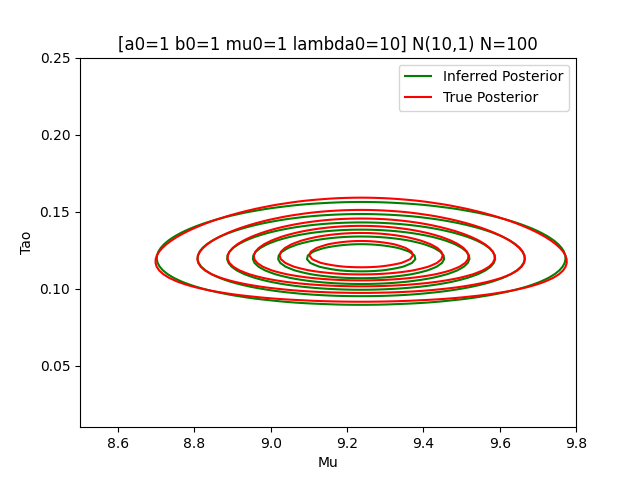 [a0=1 b0=1 mu0=1 lambda0=10] N(10,1) N=100
Inferred Posterior
True Posterior
0.25
0.20
0.15
0.10
0.05
Tao
8.6 8.8 9.0 9.2 9.4 9.6 9.8
Mu